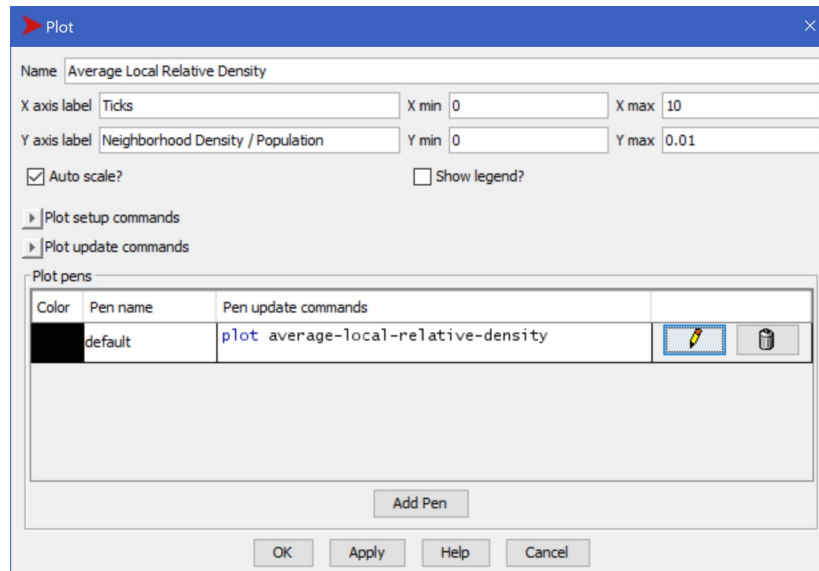 Plot
Name Average Local Relative Density
X axis label Ticks X min 0 X max 10
Y axis label Neighborhood Density / Population Y min 0 Y max 0.01
Auto scale? Show legend?
Plot setup commands
Plot update commands
Plot pens
Color Pen name Pen update commands
default plot average-local-relative-density
Add Pen
OK Apply Help Cancel